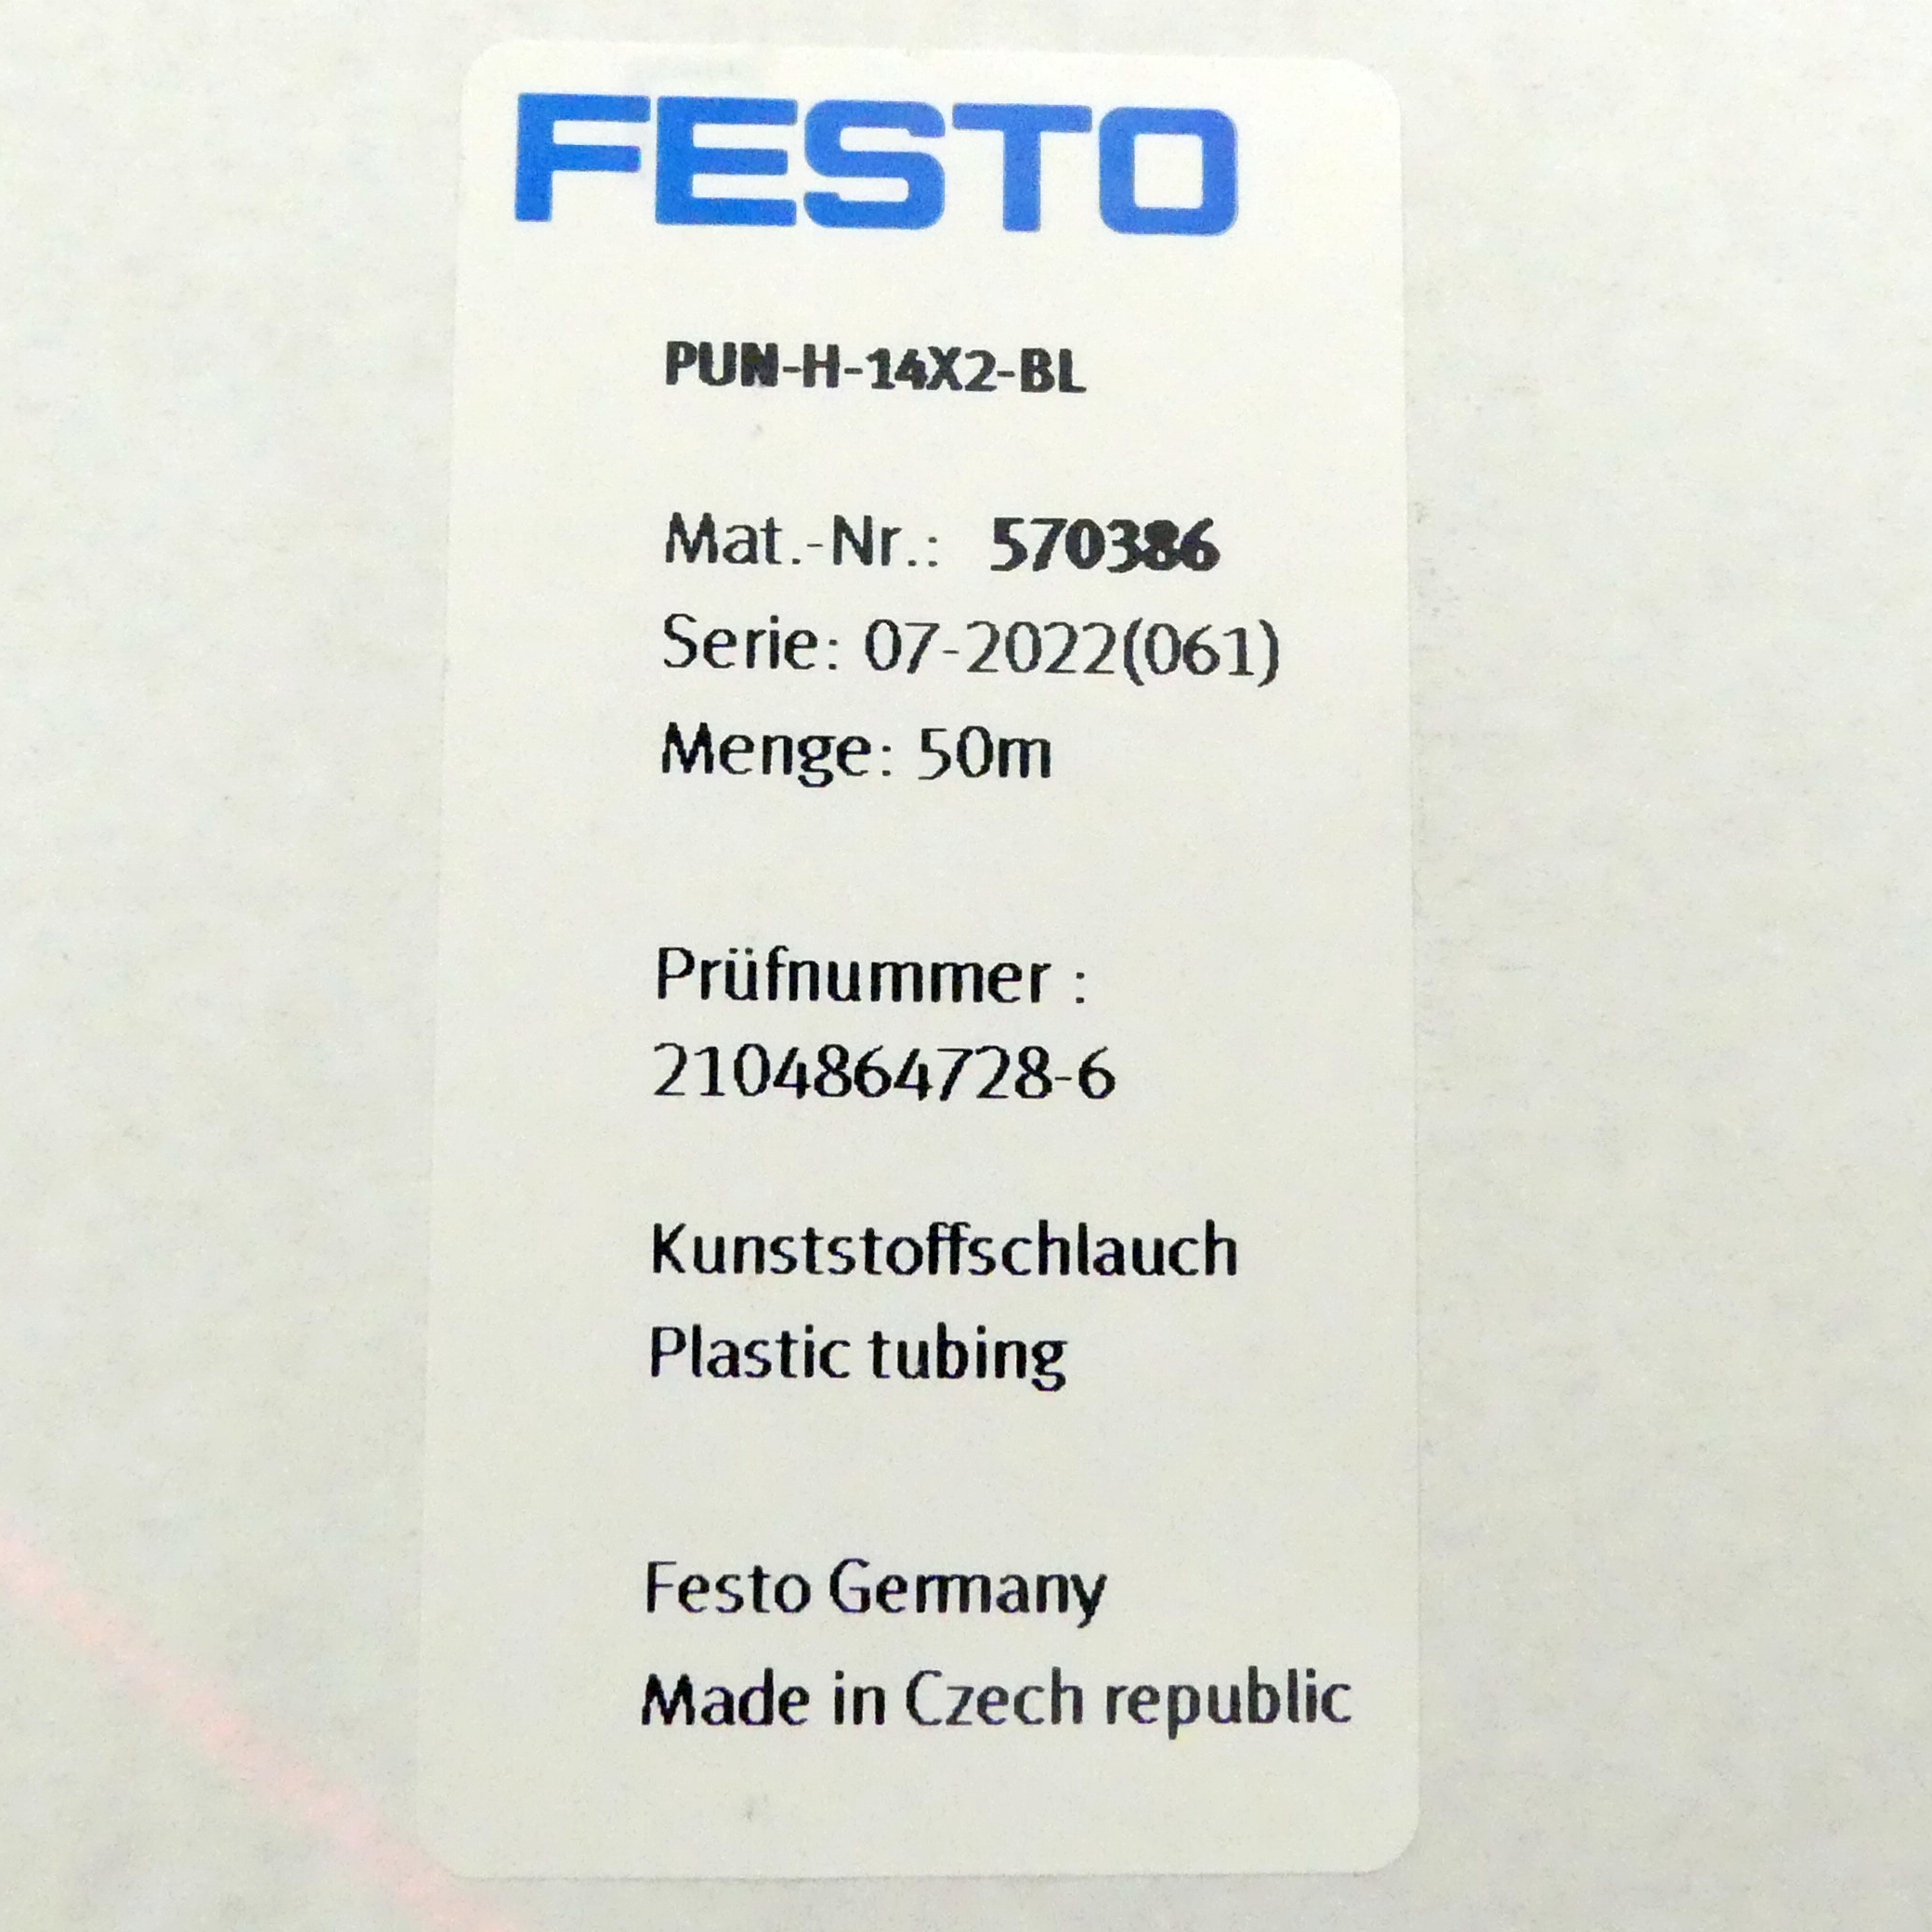 FESTO
PUN-H-14X2-BL
Mat.-Nr.: 570386
Serie: 07-2022(061)
Menge: 50m
Prüfnummer :
2104864728-6
Kunststoffschlauch
Plastic tubing
Festo Germany
Made in Czech republic